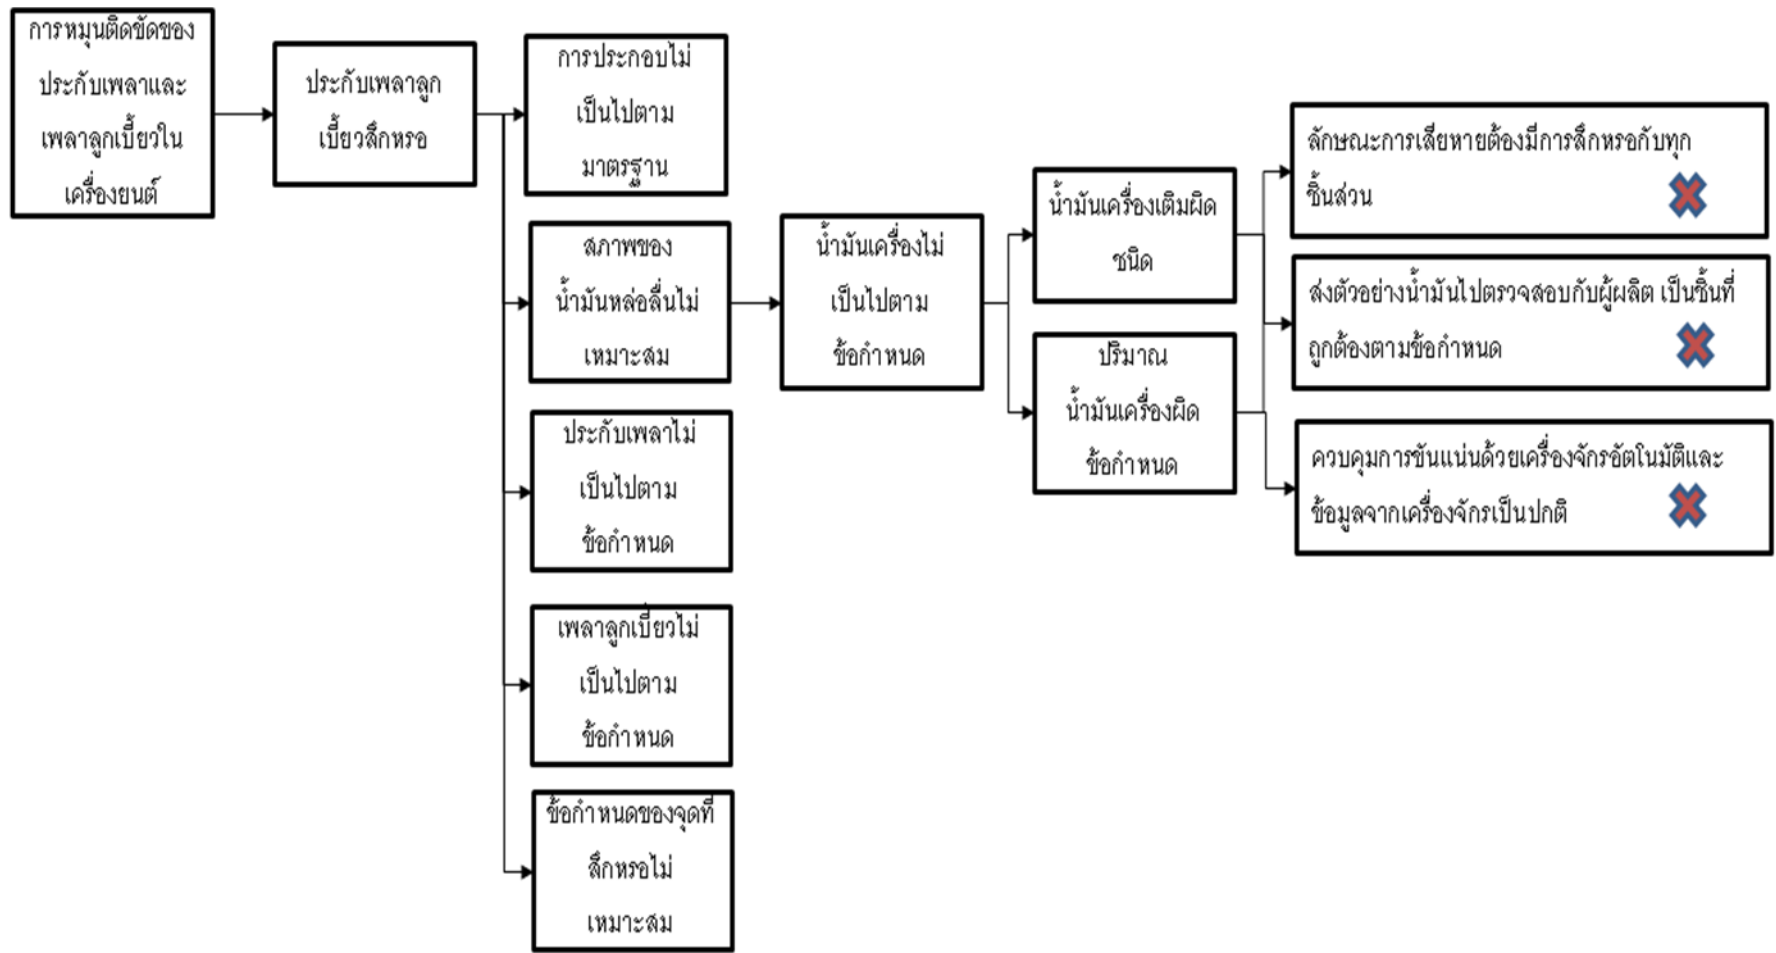 การหมุนติดขัดของ
ประกับเพลาและ
เพลาลูกเบี้ยวใน
เครื่องยนต์
ประกับเพลาลูก
เบี้ยวสึกหรอ
การประกอบไม่
เป็นไปตาม
มาตรฐาน
สภาพของ
น้ำมันหล่อลื่นไม่
เหมาะสม
ประกับเพลาไม่
เป็นไปตาม
ข้อกำหนด
เพลาลูกเบี้ยวไม่
เป็นไปตาม
ข้อกำหนด
ข้อกำหนดของจุดที่
สึกหรอไม่
เหมาะสม
น้ำมันเครื่องไม่
เป็นไปตาม
ข้อกำหนด
น้ำมันเครื่องเติมผิด
ชนิด
ปริมาณ
น้ำมันเครื่องผิด
ข้อกำหนด
ลักษณะการเสียหายต้องมีการสึกหรอกับทุก
ชิ้นส่วน
ส่งตัวอย่างน้ำมันไปตรวจสอบกับผู้ผลิต เป็นชิ้นที่
ถูกต้องตามข้อกำหนด
ควบคุมการขันแน่นด้วยเครื่องจักรอัตโนมัติและ
ข้อมูลจากเครื่องจักรเป็นปกติ